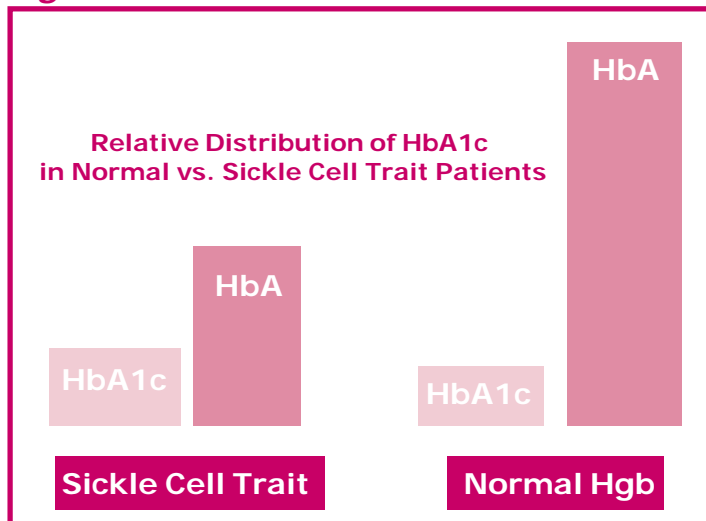 HbA
Relative Distribution of HbA1c
in Normal vs. Sickle Cell Trait Patients
HbA
HbA1c
HbA1c
Sickle Cell Trait
Normal Hgb